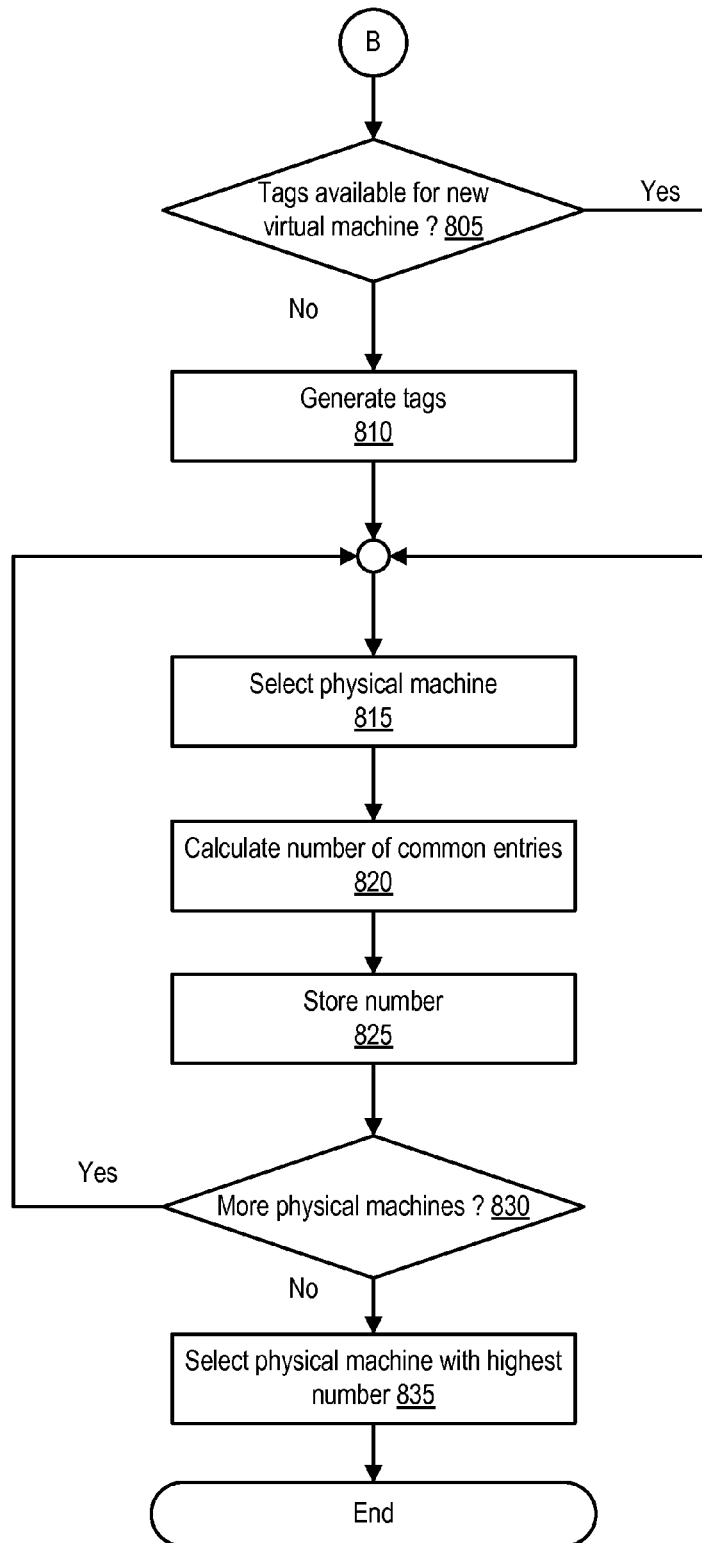 B
Tags available for new
virtual machine ? 805
Yes
No
Generate tags
810
Select physical machine
815
Calculate number of common entries
820
Store number
825
Yes
More physical machines ? 830
No
Select physical machine with highest
number 835
End